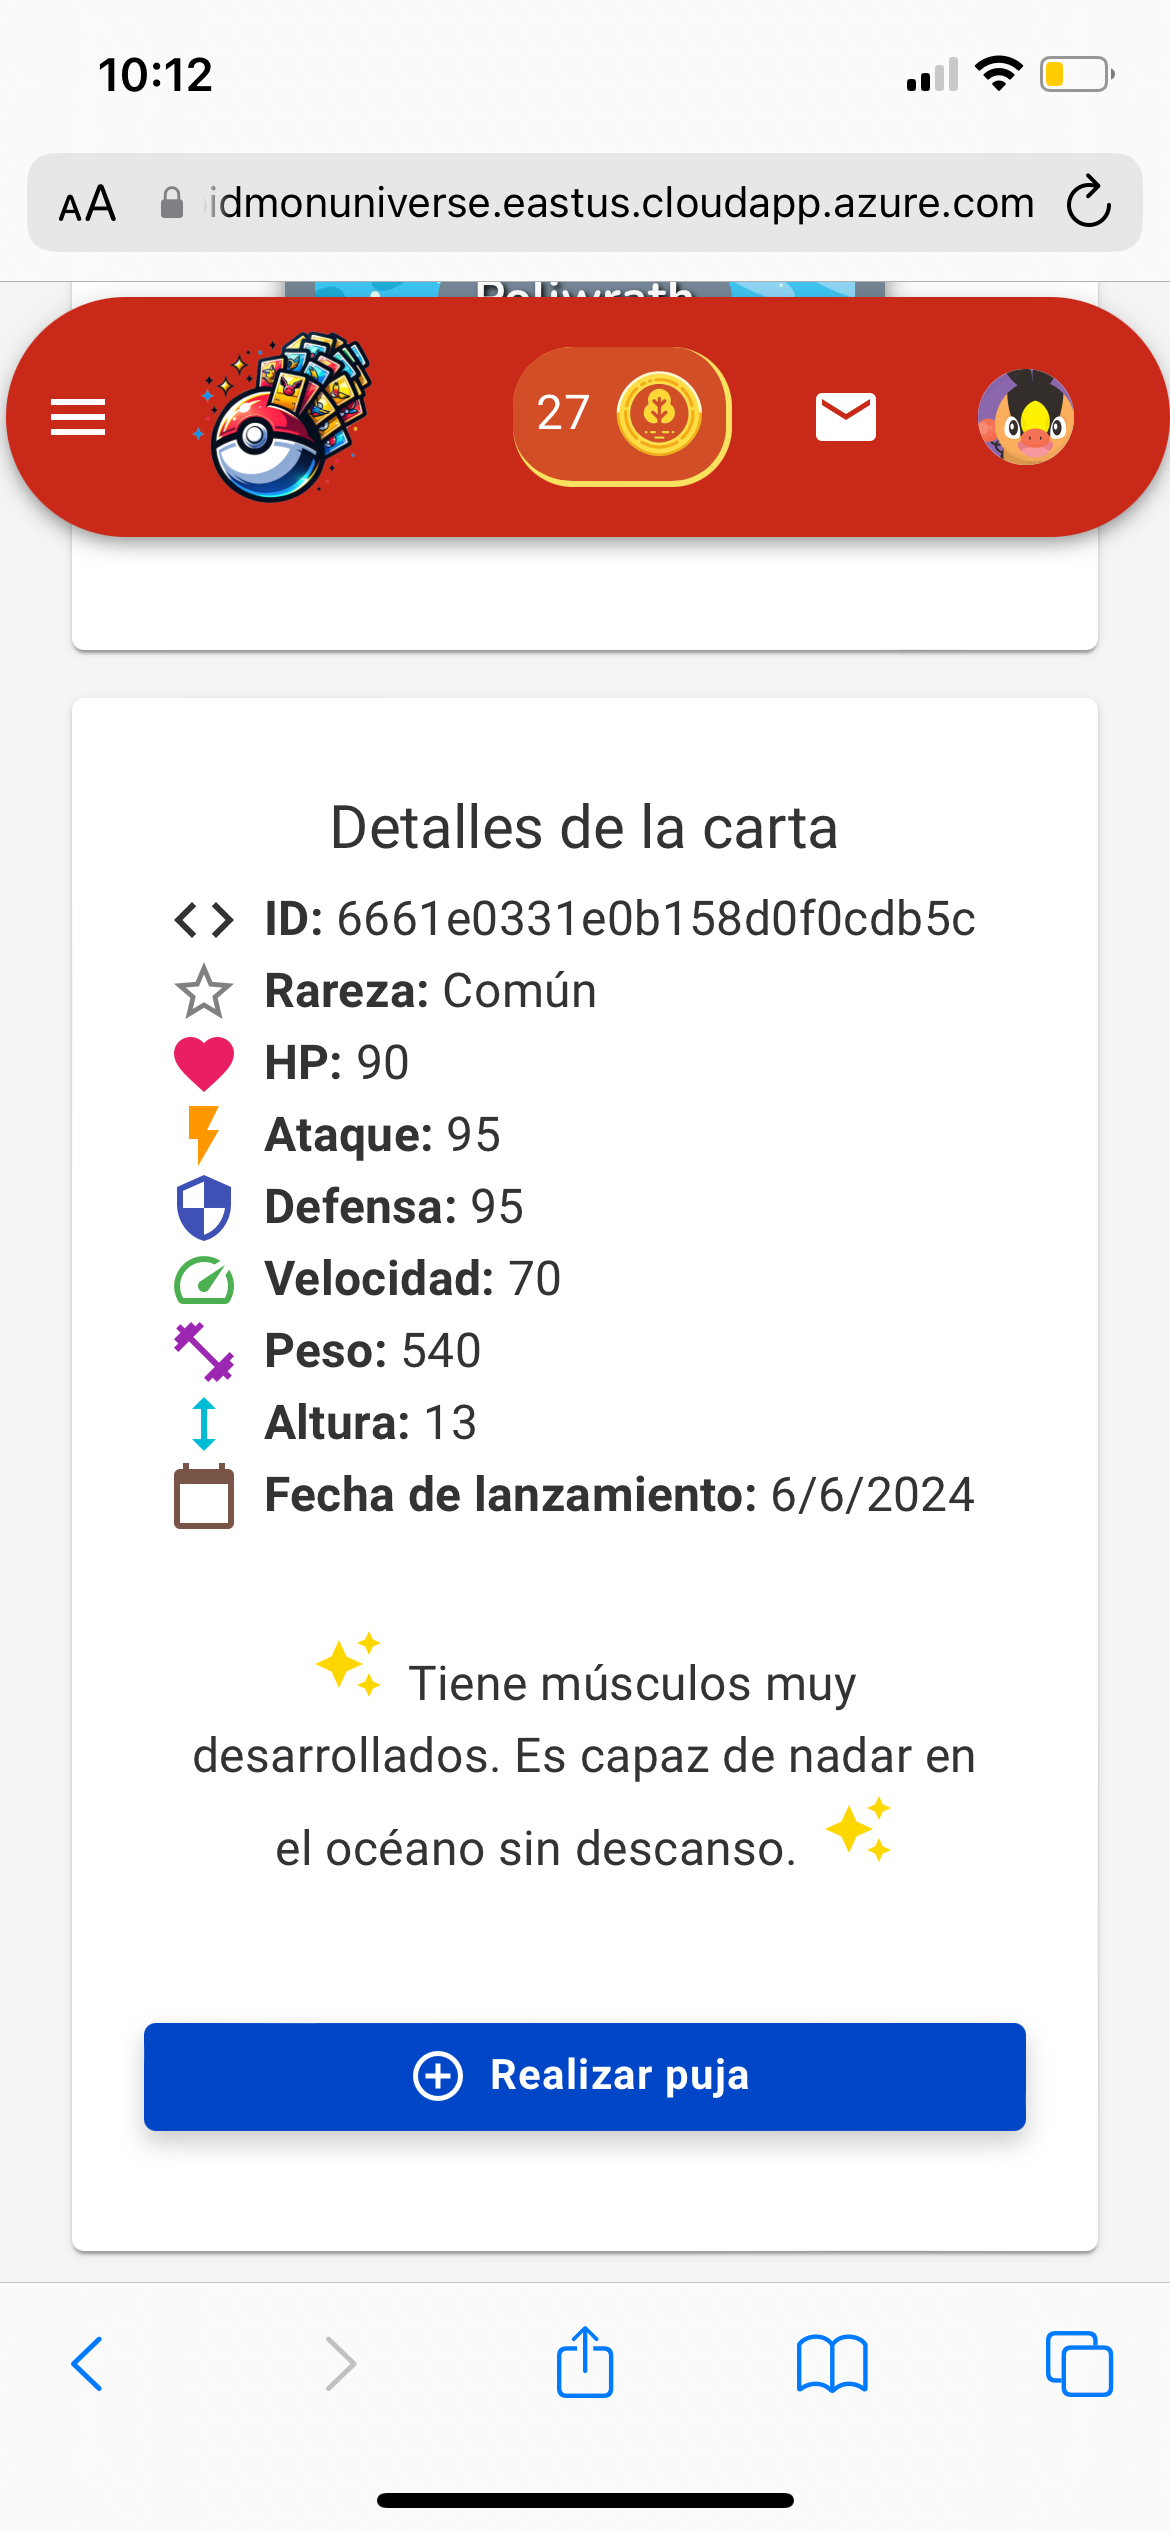 10:12
AA idmonuniverse.eastus.cloudapp.azure.com
Poliwrath
27
Detalles de la carta
ID: 6661e0331e0b158d0f0cdb5c
Rareza: Común
HP: 90
Ataque: 95
Defensa: 95
Velocidad: 70
Peso: 540
Altura: 13
Fecha de lanzamiento: 6/6/2024
Tiene músculos muy
desarrollados. Es capaz de nadar en
el océano sin descanso.
Realizar puja